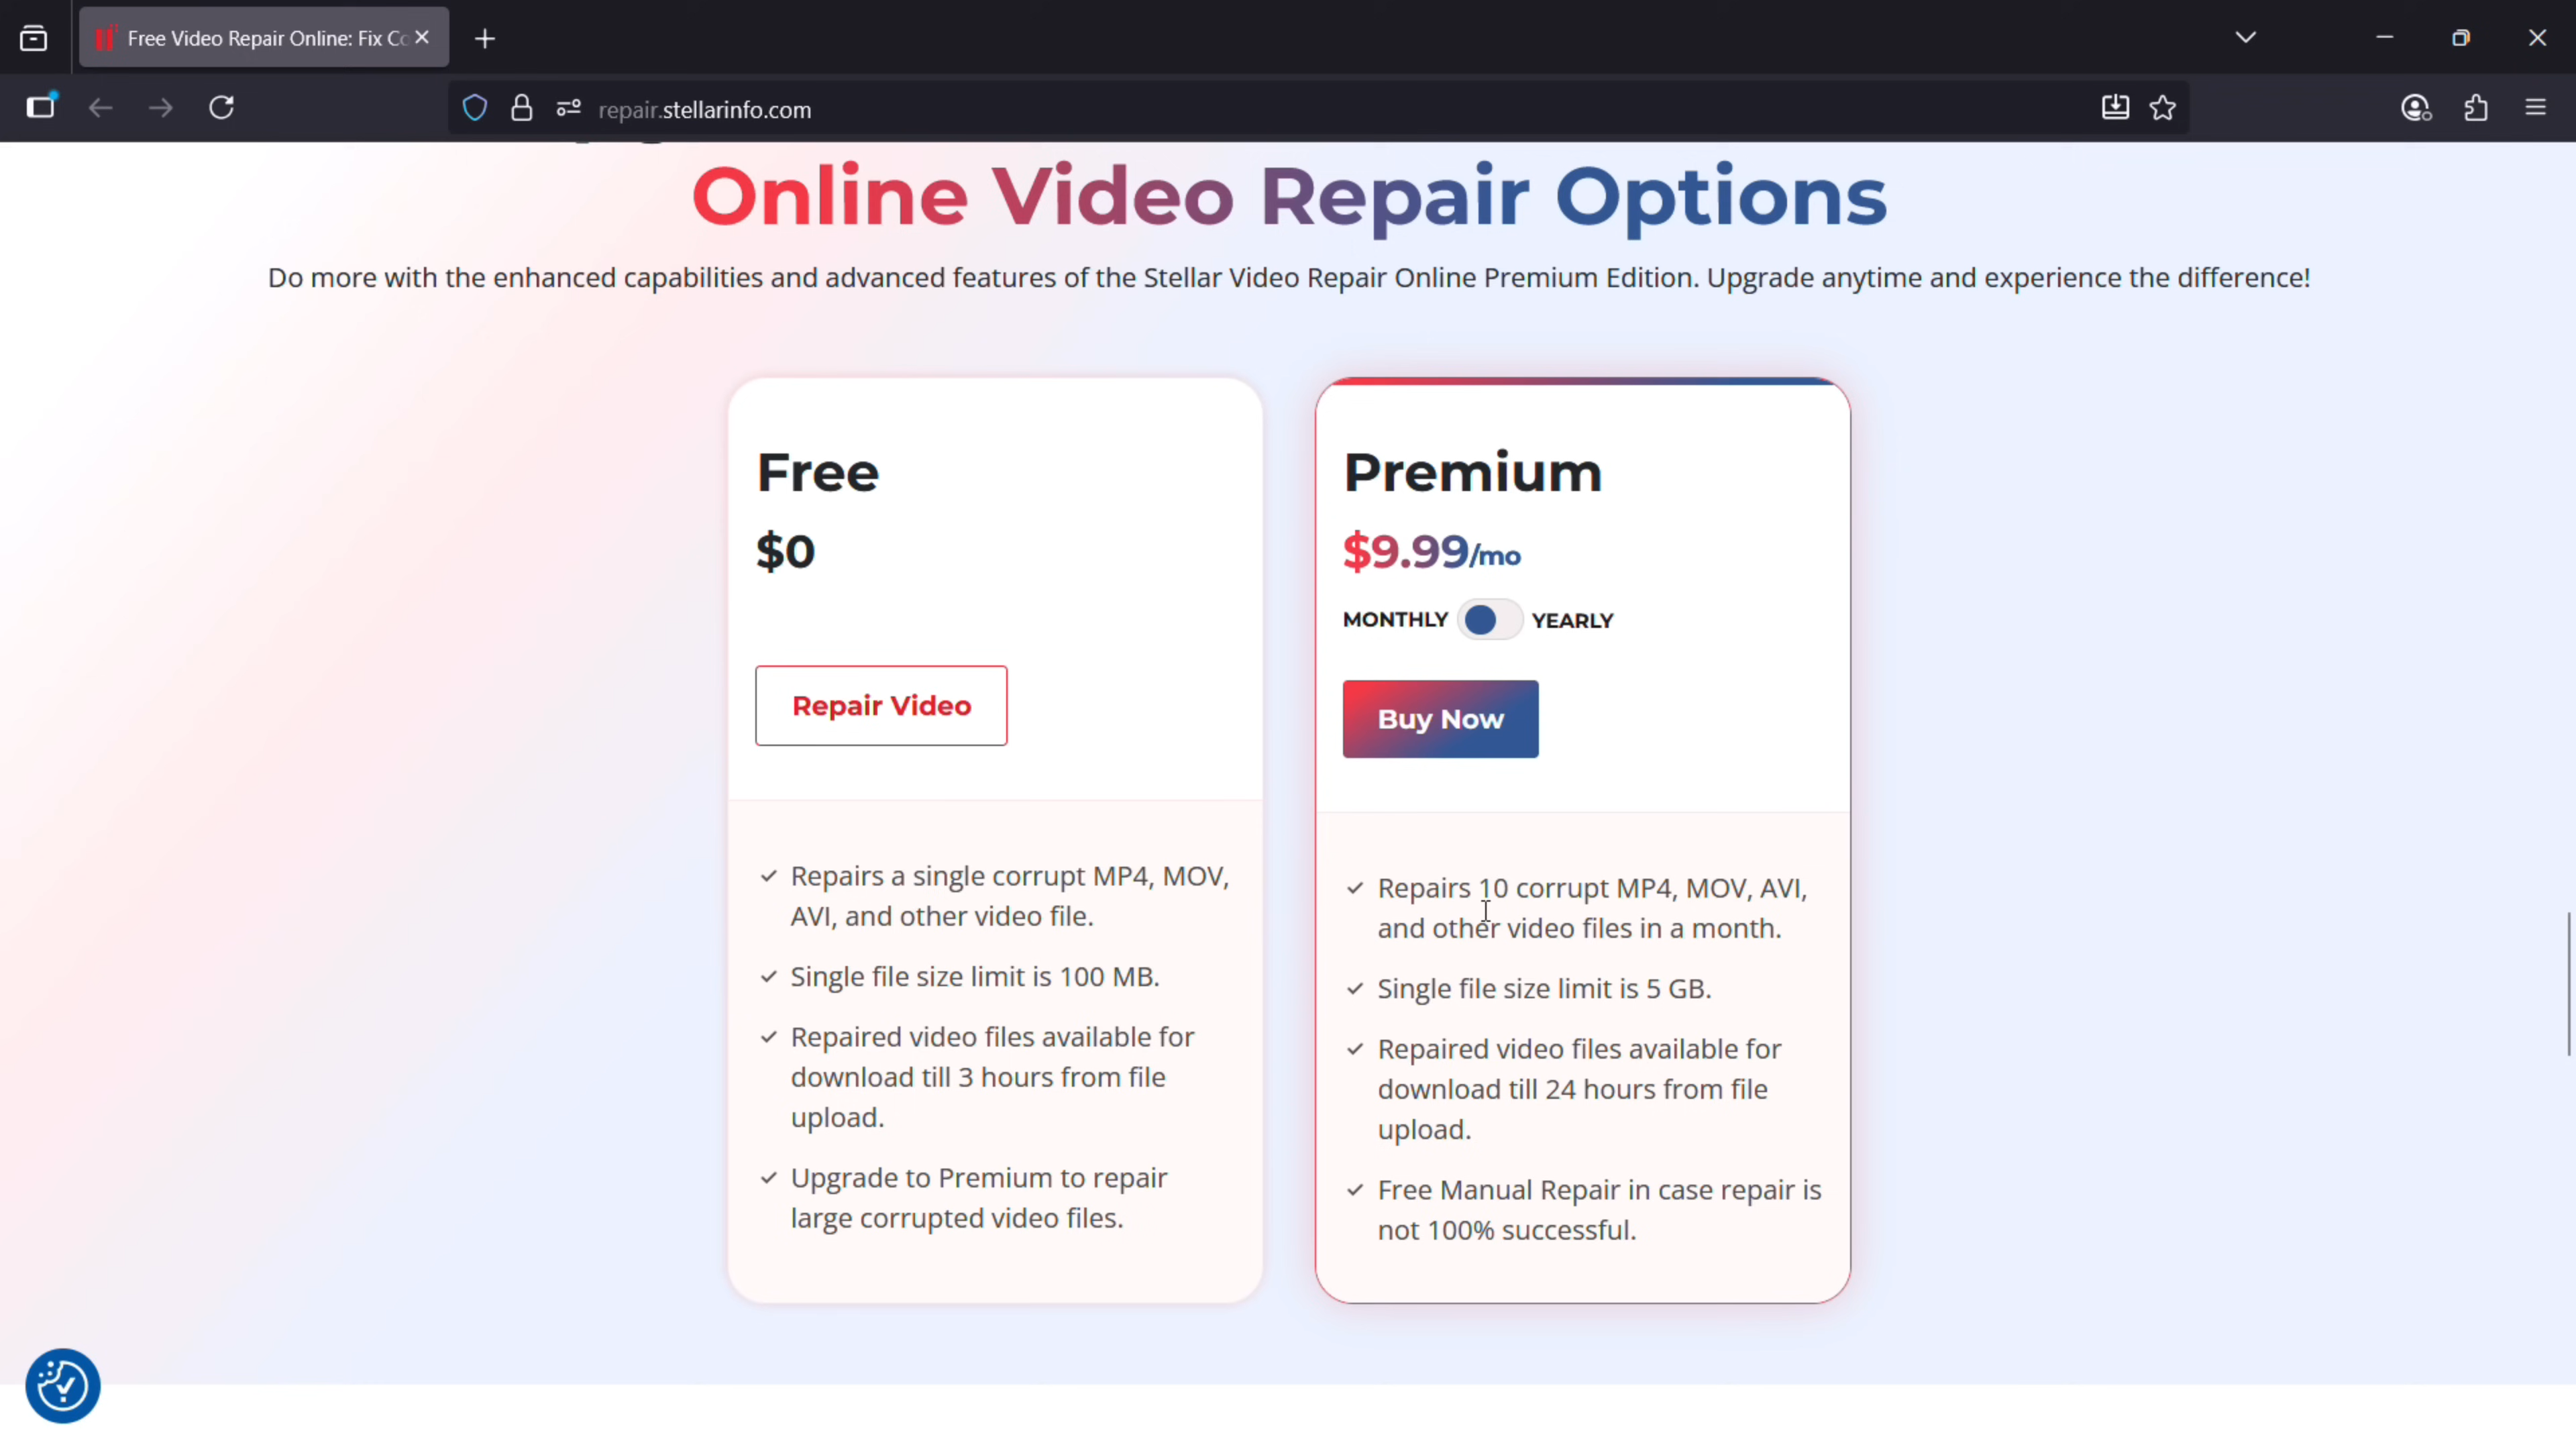 Free Video Repair Online: Fix Co
repair.stellarinfo.com
Online Video Repair Options
Do more with the enhanced capabilities and advanced features of the Stellar Video Repair Online Premium Edition. Upgrade anytime and experience the difference!
Free
$0
Repair Video
Repairs a single corrupt MP4, MOV,
AVI, and other video file.
Single file size limit is 100 MB.
Repaired video files available for
download till 3 hours from file
upload.
Upgrade to Premium to repair
large corrupted video files.
Premium
$9.99/mo
MONTHLY YEARLY
Buy Now
Repairs 10 corrupt MP4, MOV, AVI,
and other video files in a month.
Single file size limit is 5 GB.
Repaired video files available for
download till 24 hours from file
upload.
Free Manual Repair in case repair is
not 100% successful.